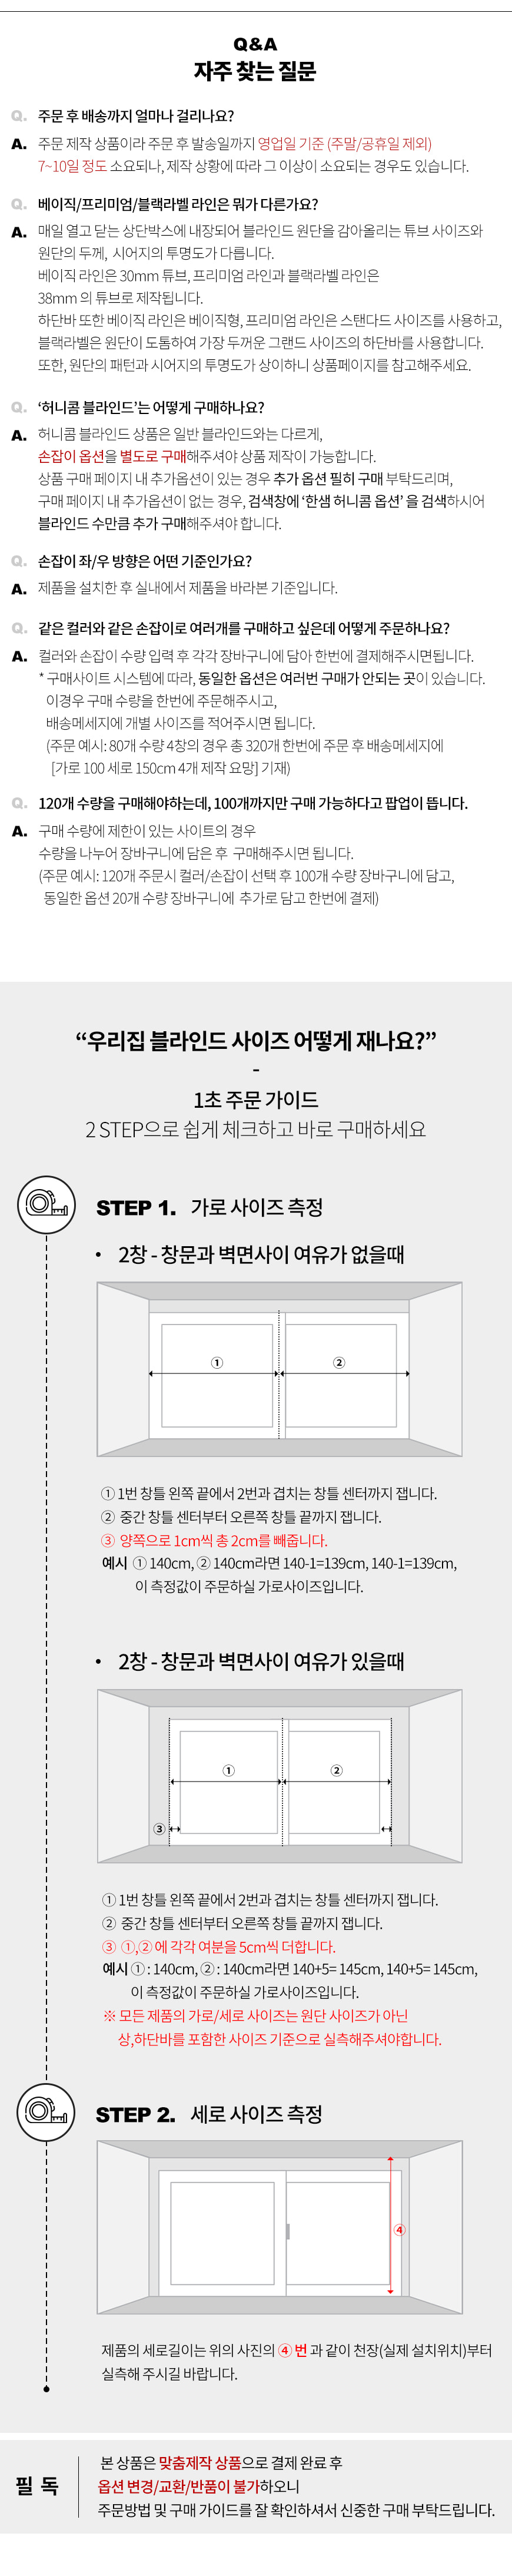 Q&A
자주 찾는 질문
Q. 주문 후 배송까지 얼마나 걸리나요?
A. 주문 제작 상품이라 주문 후 발송일까지 영업일 기준 (주말/공휴일 제외)
7~10일 정도 소요되나, 제작 상황에 따라 그 이상이 소요되는 경우도 있습니다.
Q. 베이직/프리미엄/블랙라벨 라인은 뭐가 다른가요?
A. 매일 열고 닫는 상단박스에 내장되어 블라인드 원단을 감아올리는 튜브 사이즈와
원단의 두께, 시어지의 투명도가 다릅니다.
베이직 라인은 30mm 튜브, 프리미엄 라인과 블랙라벨 라인은
38mm 의 튜브로 제작됩니다.
하단바 또한 베이직 라인은 베이직형, 프리미엄 라인은 스탠다드 사이즈를 사용하고,
블랙라벨은 원단이 도톰하여 가장 두꺼운 그랜드 사이즈의 하단바를 사용합니다.
또한, 원단의 패턴과 시어지의 투명도가 상이하니 상품페이지를 참고해주세요.
Q. ‘허니콤 블라인드’는 어떻게 구매하나요?
A. 허니콤 블라인드 상품은 일반 블라인드와는 다르게,
손잡이 옵션을 별도로 구매해주셔야 상품 제작이 가능합니다.
상품 구매 페이지 내 추가옵션이 있는 경우 추가 옵션 필히 구매 부탁드리며,
구매 페이지 내 추가옵션이 없는 경우, 검색창에 ‘한샘 허니콤 옵션’ 을 검색하시어
블라인드 수만큼 추가 구매해주셔야 합니다.
Q. 손잡이 좌/우 방향은 어떤 기준인가요?
A. 제품을 설치한 후 실내에서 제품을 바라본 기준입니다.
Q. 같은 컬러와 같은 손잡이로 여러개를 구매하고 싶은데 어떻게 주문하나요?
A. 컬러와 손잡이 수량 입력 후 각각 장바구니에 담아 한번에 결제해주시면됩니다.
* 구매사이트 시스템에 따라, 동일한 옵션은 여러번 구매가 안되는 곳이 있습니다.
이경우 구매 수량을 한번에 주문해주시고,
배송메세지에 개별 사이즈를 적어주시면 됩니다.
(주문 예시: 80개 수량 4창의 경우 총 320개 한번에 주문 후 배송메세지에
[가로 100 세로 150cm 4개 제작 요망] 기재)
Q. 120개 수량을 구매해야하는데, 100개까지만 구매 가능하다고 팝업이 뜹니다.
A. 구매 수량에 제한이 있는 사이트의 경우
수량을 나누어 장바구니에 담은 후 구매해주시면 됩니다.
(주문 예시: 120개 주문시 컬러/손잡이 선택 후 100개 수량 장바구니에 담고,
동일한 옵션 20개 수량 장바구니에 추가로 담고 한번에 결제)
“우리집 블라인드 사이즈 어떻게 재나요?”
-
1초 주문 가이드
2 STEP으로 쉽게 체크하고 바로 구매하세요
STEP 1. 가로 사이즈 측정
• 2창 - 창문과 벽면사이 여유가 없을때
① ②
① 1번 창틀 왼쪽 끝에서 2번과 겹치는 창틀 센터까지 잽니다.
② 중간 창틀 센터부터 오른쪽 창틀 끝까지 잽니다.
③ 양쪽으로 1cm씩 총 2cm를 빼줍니다.
예시 ① 140cm, ② 140cm라면 140-1=139cm, 140-1=139cm,
이 측정값이 주문하실 가로사이즈입니다.
• 2창 - 창문과 벽면사이 여유가 있을때
① ②
③
① 1번 창틀 왼쪽 끝에서 2번과 겹치는 창틀 센터까지 잽니다.
② 중간 창틀 센터부터 오른쪽 창틀 끝까지 잽니다.
③ ①,② 에 각각 여분을 5cm씩 더합니다.
예시 ① : 140cm, ② : 140cm라면 140+5= 145cm, 140+5= 145cm,
이 측정값이 주문하실 가로사이즈입니다.
※ 모든 제품의 가로/세로 사이즈는 원단 사이즈가 아닌
상,하단바를 포함한 사이즈 기준으로 실측해주셔야합니다.
STEP 2. 세로 사이즈 측정
④
제품의 세로길이는 위의 사진의 ④ 번 과 같이 천장(실제 설치위치)부터
실측해 주시길 바랍니다.
필 독
본 상품은 맞춤제작 상품으로 결제 완료 후
옵션 변경/교환/반품이 불가하오니
주문방법 및 구매 가이드를 잘 확인하셔서 신중한 구매 부탁드립니다.